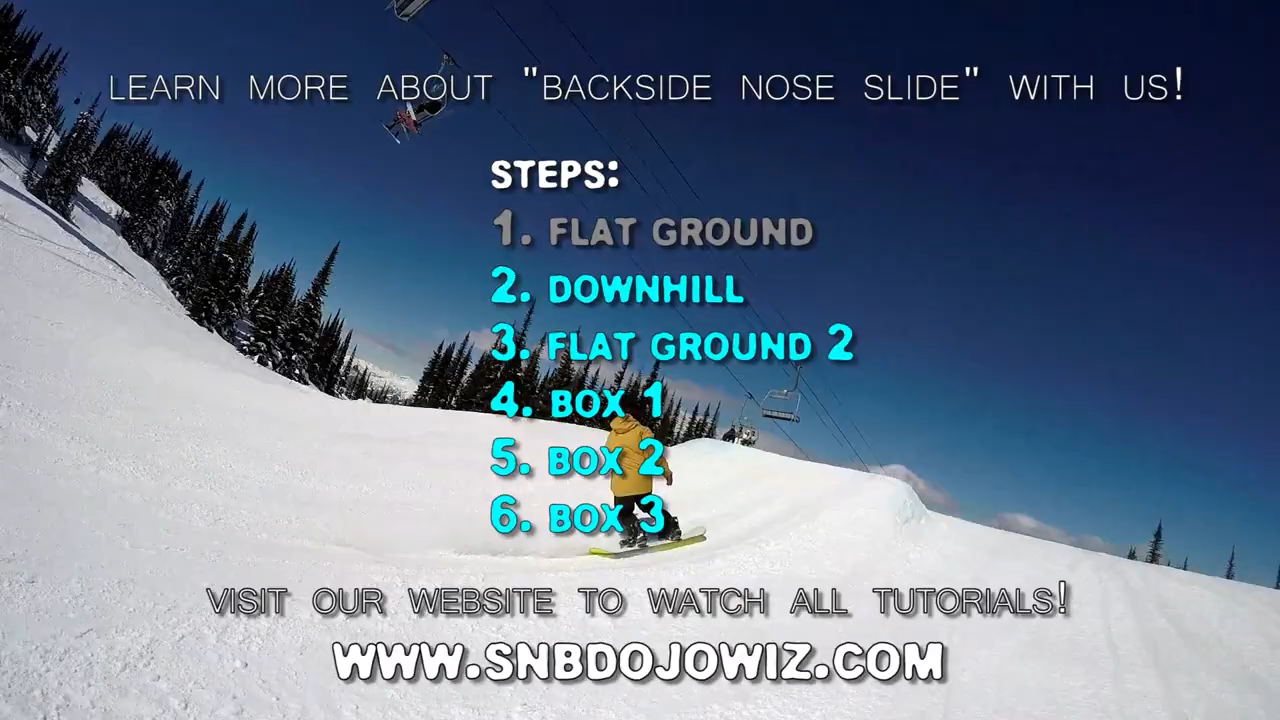 LEARN MORE ABOUT "BACKSIDE NOSE SLIDE" WITH US!
STEPS:
1. FLAT GROUND
2. DOWNHILL
3. FLAT GROUND 2
4. BOX 1
5. BOX 2
6. BOX 3
VISIT OUR WEBSITE TO WATCH ALL TUTORIALS!
WWW.SNBDOJOWIZ.COM